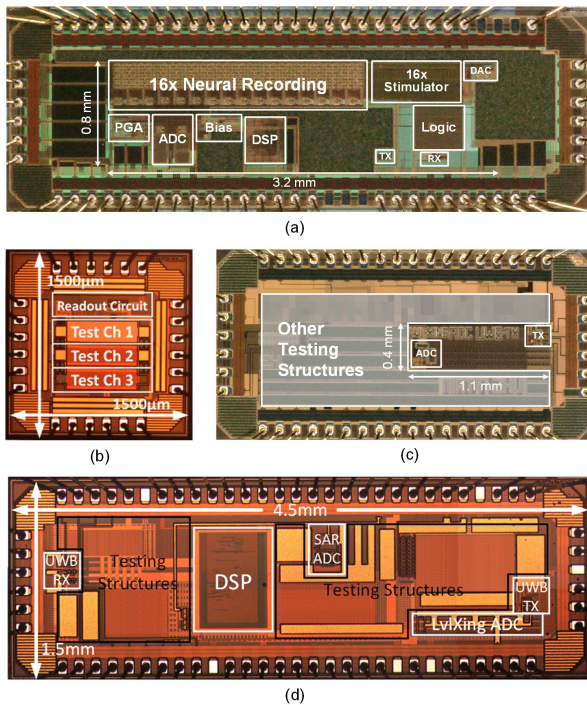 16x Neural Recording
16x
Stimulator
DAC
0.8 mm
PGA
ADC
Bias
DSP
Logic
TX
RX
3.2 mm
(a)
1500µm
Readout Circuit
Test Ch 1
Test Ch 2
Test Ch 3
1500µm
(b)
Other
Testing
Structures
0.4 mm
LVLXINGADC UWB-TX
TX
ADC
1.1 mm
(c)
4.5mm
UWB
RX
Testing
Structures
DSP
SAR
ADC
Testing Structures
UWB
TX
LvlXing ADC
1.5mm
(d)